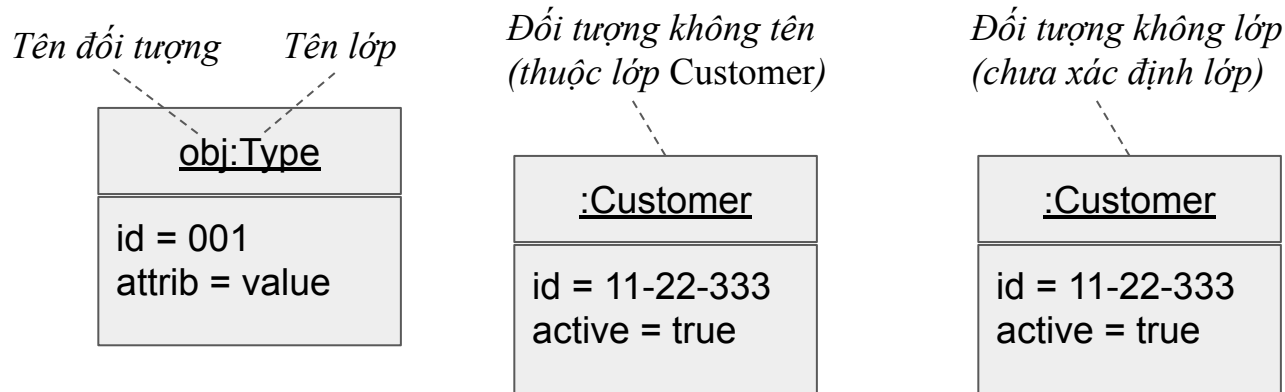 Tên đối tượng
Tên lớp
obj:Type
id = 001
attrib = value
Đối tượng không tên
(thuộc lớp Customer)
:Customer
id = 11-22-333
active = true
Đối tượng không lớp
(chưa xác định lớp)
:Customer
id = 11-22-333
active = true